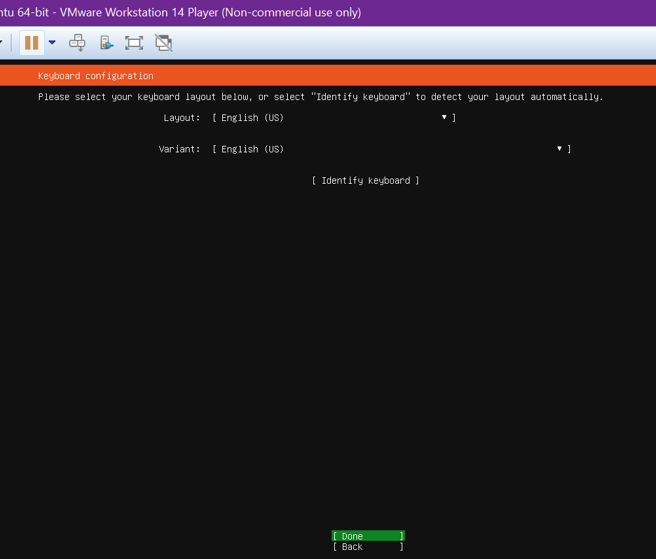 ntu 64-bit - VMware Workstation 14 Player (Non-commercial use only)
Keyboard configuration
Please select your keyboard layout below, or select "Identify keyboard" to detect your layout automatically.
Layout: [ English (US) ▼ ]
Variant: [ English (US) ▼ ]
[ Identify keyboard ]
[ Done ]
[ Back ]